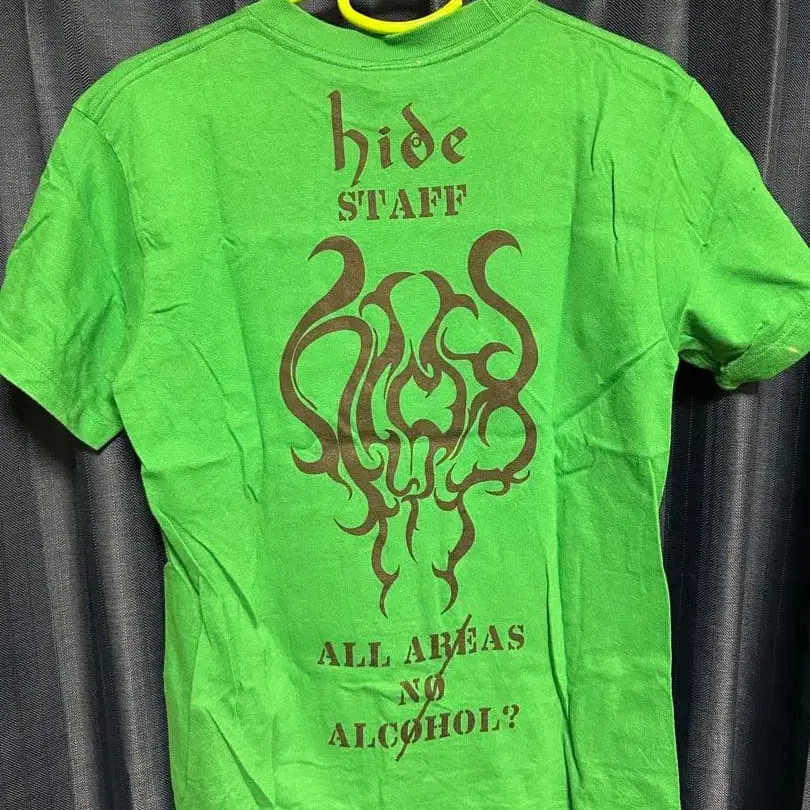 hide
STAFF
ALL AREAS
NO
ALCOHOL?